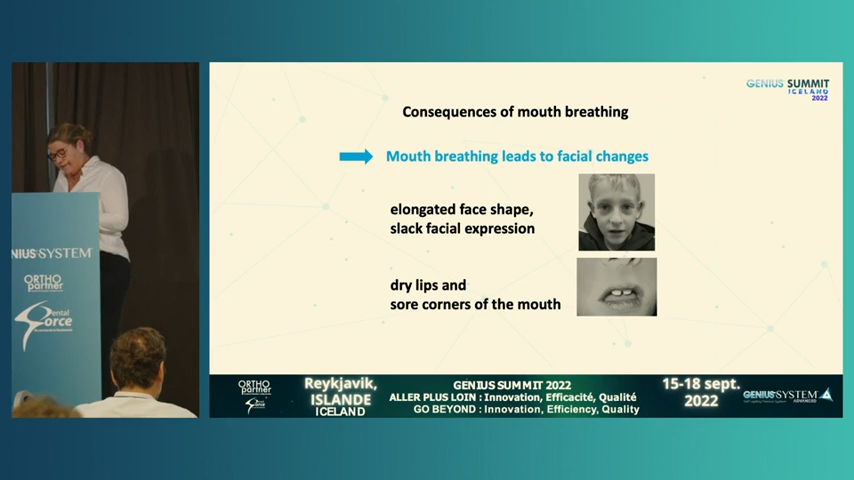 GENIUS SUMMIT
ICELAND
2022
Consequences of mouth breathing
Mouth breathing leads to facial changes
elongated face shape,
slack facial expression
dry lips and
sore corners of the mouth
NIUS SYSTEM
ORTHO
partner
ental
force
ORTHO
partner
Dental
force
Reykjavik,
ISLANDE
ICELAND
GENIUS SUMMIT 2022
ALLER PLUS LOIN : Innovation, Efficacité, Qualité
GO BEYOND : Innovation, Efficiency, Quality
15-18 sept.
2022
GENIUS SYSTEM
ADVANCED